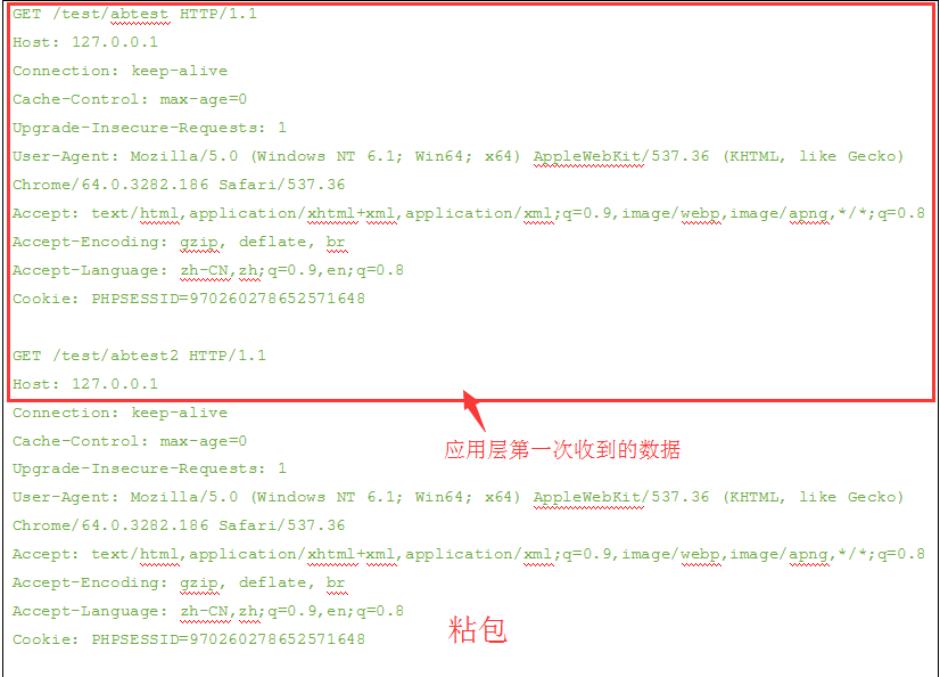 GET /test/abtest HTTP/1.1
Host: 127.0.0.1
Connection: keep-alive
Cache-Control: max-age=0
Upgrade-Insecure-Requests: 1
User-Agent: Mozilla/5.0 (Windows NT 6.1; Win64; x64) AppleWebKit/537.36 (KHTML, like Gecko)
Chrome/64.0.3282.186 Safari/537.36
Accept: text/html,application/xhtml+xml,application/xml;q=0.9,image/webp,image/apng,*/*;q=0.8
Accept-Encoding: gzip, deflate, br
Accept-Language: zh-CN,zh;q=0.9,en;q=0.8
Cookie: PHPSESSID=970260278652571648
GET /test/abtest2 HTTP/1.1
Host: 127.0.0.1
Connection: keep-alive
Cache-Control: max-age=0
应用层第一次收到的数据
Upgrade-Insecure-Requests: 1
User-Agent: Mozilla/5.0 (Windows NT 6.1; Win64; x64) AppleWebKit/537.36 (KHTML, like Gecko)
Chrome/64.0.3282.186 Safari/537.36
Accept: text/html,application/xhtml+xml,application/xml;q=0.9,image/webp,image/apng,*/*;q=0.8
Accept-Encoding: gzip, deflate, br
Accept-Language: zh-CN,zh;q=0.9,en;q=0.8
Cookie: PHPSESSID=970260278652571648
粘包